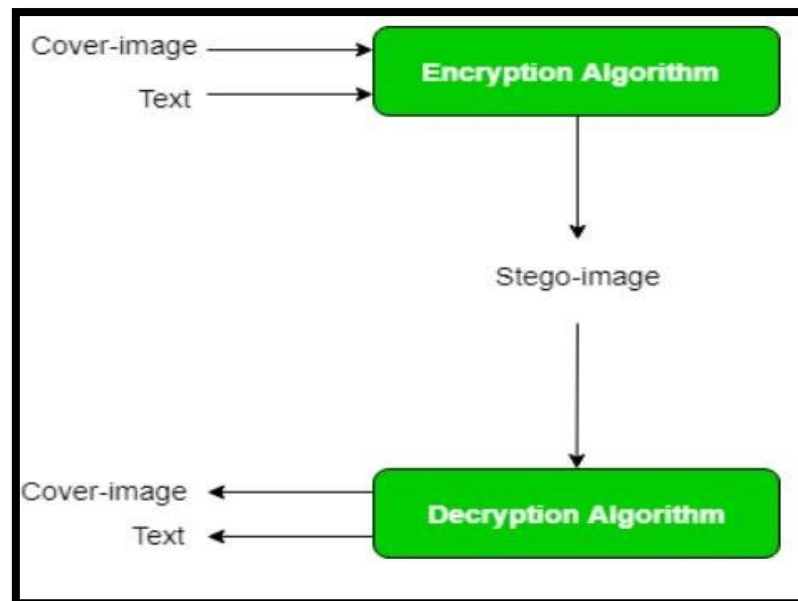 Cover-image
Encryption Algorithm
Text
Stego-image
Cover-image
Decryption Algorithm
Text